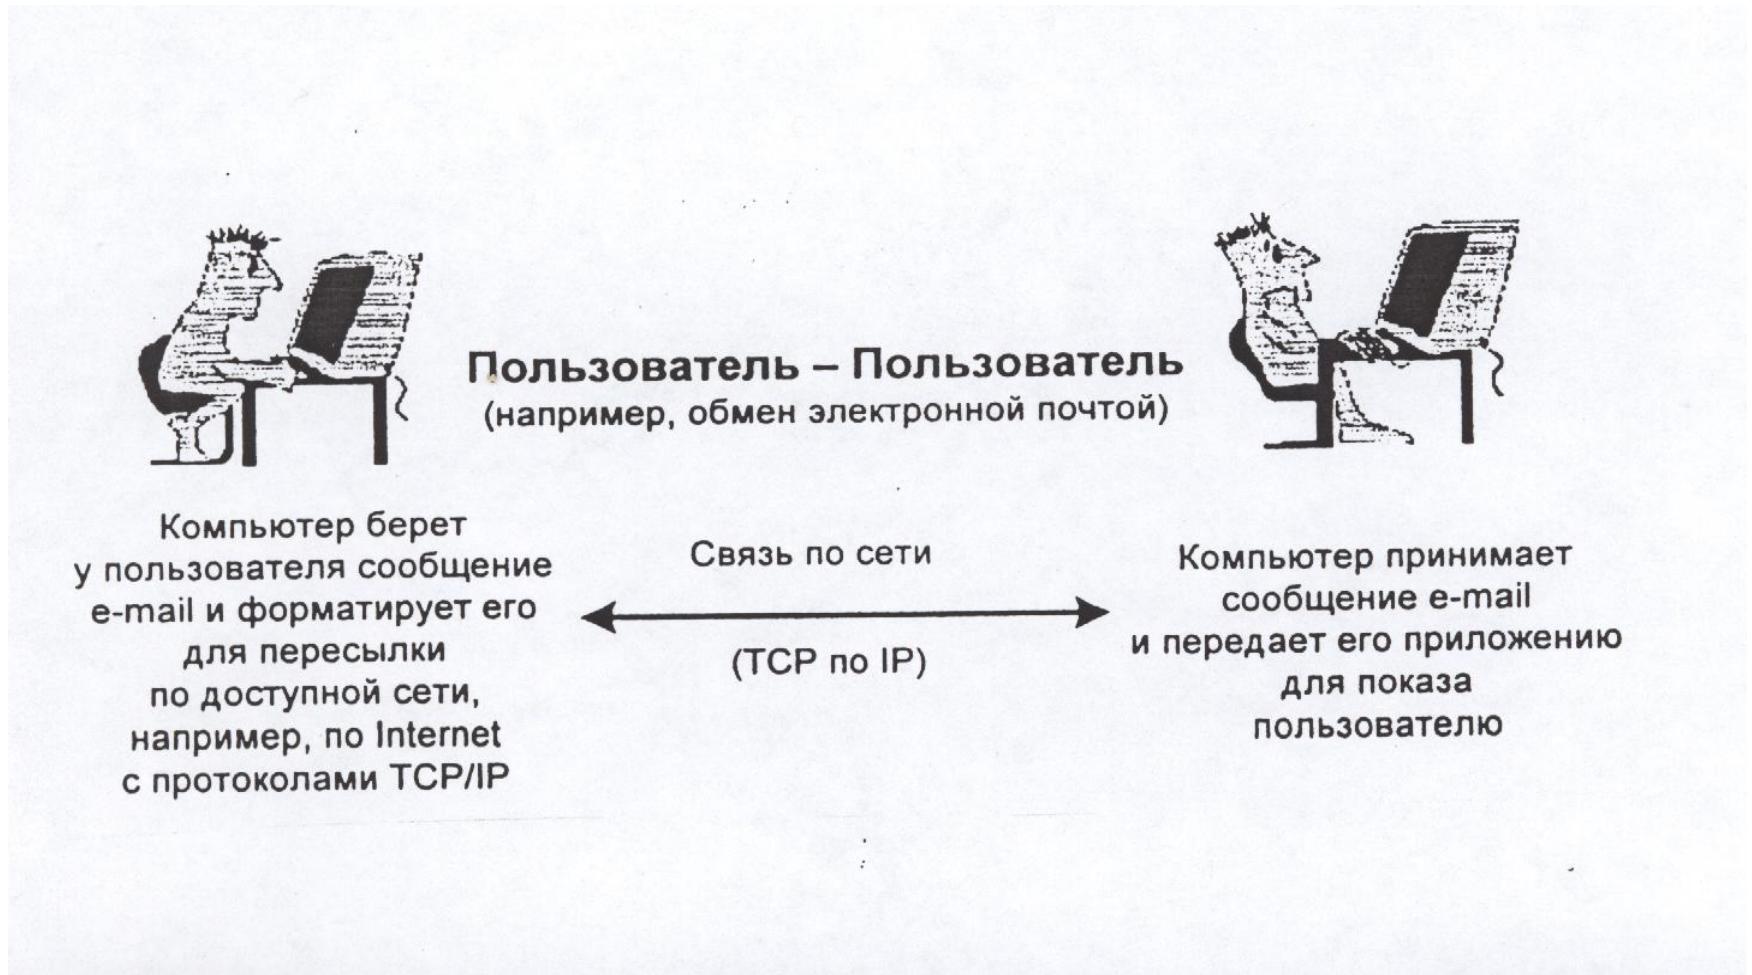 Пользователь – Пользователь
(например, обмен электронной почтой)
Компьютер берет
у пользователя сообщение
e-mail и форматирует его
для пересылки
по доступной сети,
например, по Internet
с протоколами TCP/IP
Связь по сети
(TCP по IP)
Компьютер принимает
сообщение e-mail
и передает его приложению
для показа
пользователю